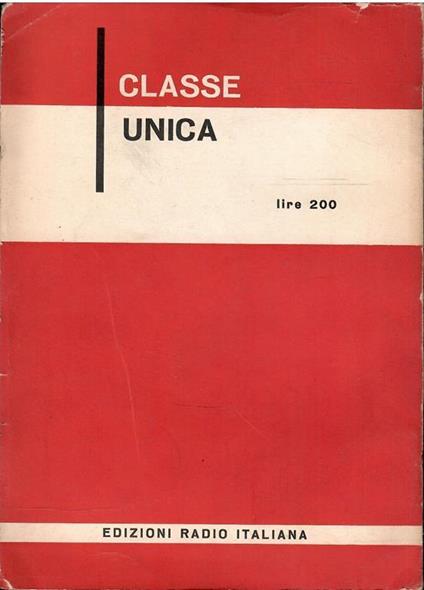 CLASSE
UNICA
lire 200
EDIZIONI RADIO ITALIANA